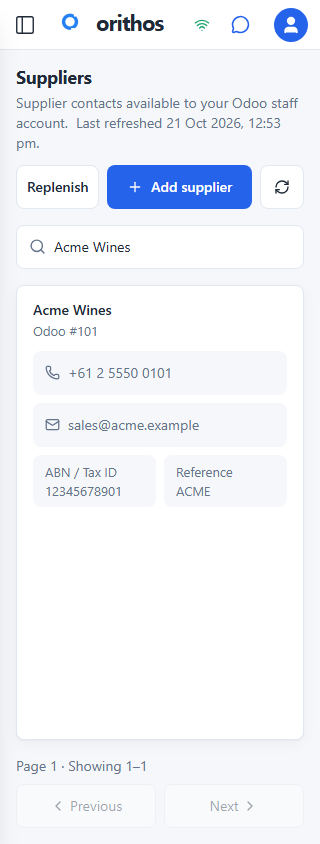 orithos
Suppliers
Supplier contacts available to your Odoo staff
account. Last refreshed 21 Oct 2026, 12:53
pm.
Replenish
Add supplier
Acme Wines
Acme Wines
Odoo #101
+61 2 5550 0101
sales@acme.example
ABN / Tax ID
12345678901
Reference
ACME
Page 1 · Showing 1–1
Previous
Next